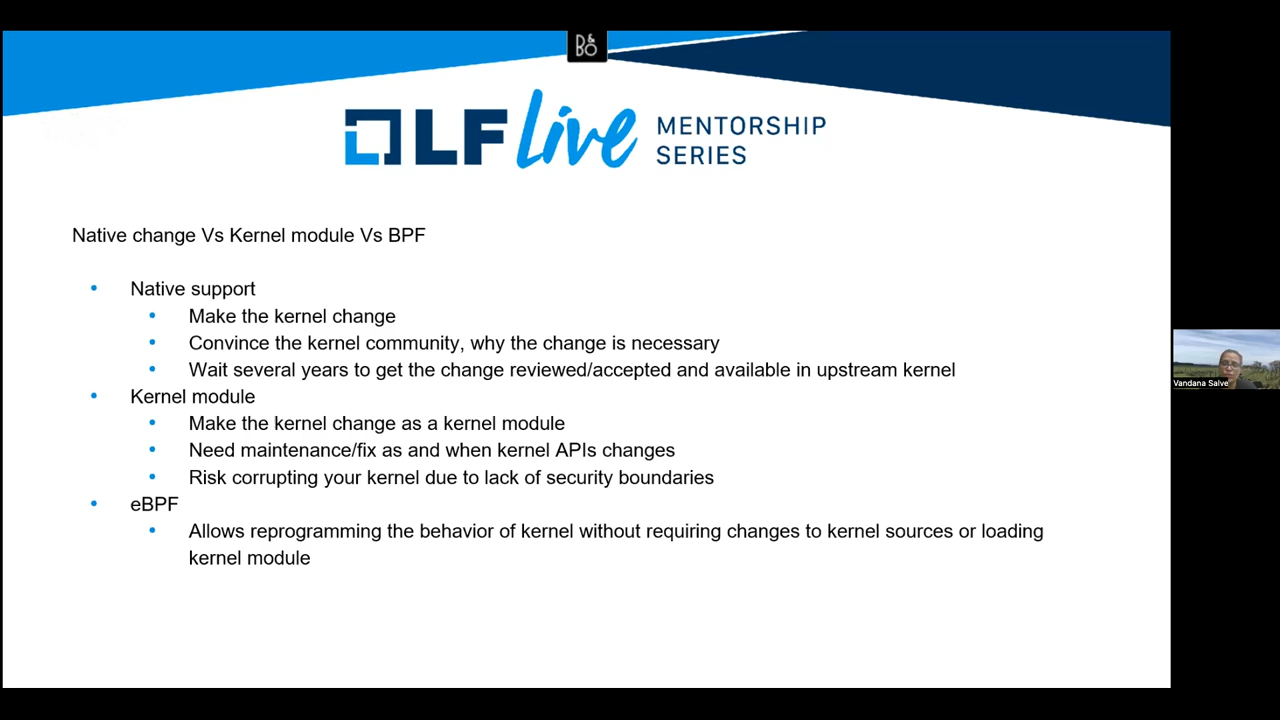 B&O
LF Live MENTORSHIP
SERIES
Native change Vs Kernel module Vs BPF
• Native support
• Make the kernel change
• Convince the kernel community, why the change is necessary
• Wait several years to get the change reviewed/accepted and available in upstream kernel
• Kernel module
• Make the kernel change as a kernel module
• Need maintenance/fix as and when kernel APIs changes
• Risk corrupting your kernel due to lack of security boundaries
• eBPF
• Allows reprogramming the behavior of kernel without requiring changes to kernel sources or loading
kernel module
Vandana Salve